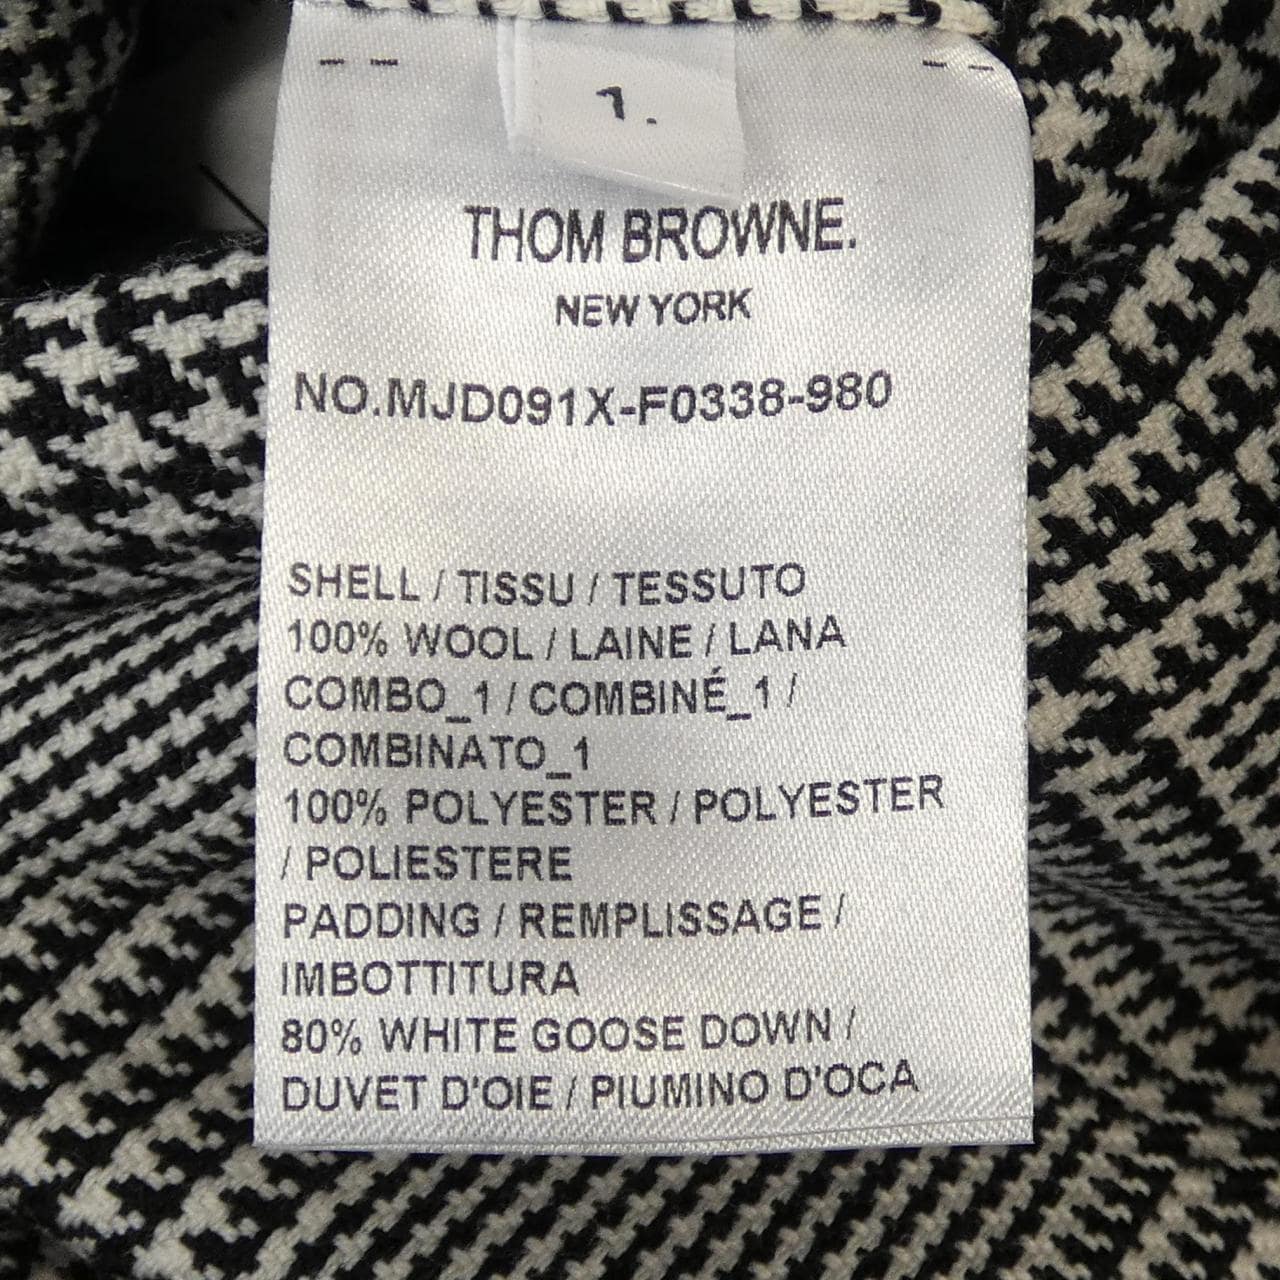 1.
THOM BROWNE.
NEW YORK
NO.MJD091X-F0338-980
SHELL / TISSU / TESSUTO
100% WOOL / LAINE / LANA
COMBO_1 / COMBINÉ_1 /
COMBINATO_1
100% POLYESTER / POLYESTER
/ POLIESTERE
PADDING / REMPLISSAGE /
IMBOTTITURA
80% WHITE GOOSE DOWN /
DUVET D'OIE / PIUMINO D'OCA